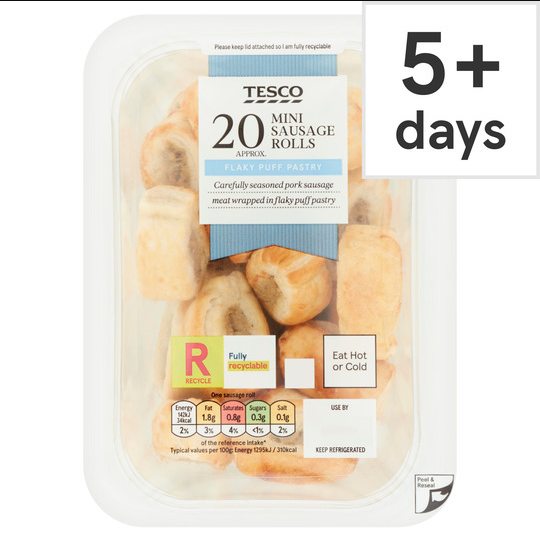 Please keep lid attached so I am fully recyclable
5+
days
TESCO
20
APPROX.
MINI
SAUSAGE
ROLLS
FLAKY PUFF PASTRY
Carefully seasoned pork sausage
meat wrapped in flaky puff pastry
R
RECYCLE
Fully
recyclable
Eat Hot
or Cold
One sausage roll
Energy
142kJ
34kcal
2%
Fat
1.8g
3%
Saturates
0.8g
4%
Sugars
0.3g
<1%
Salt
0.1g
2%
of the reference intake*
Typical values per 100g: Energy 1295kJ / 310kcal
USE BY
KEEP REFRIGERATED
Peel &
Reseal